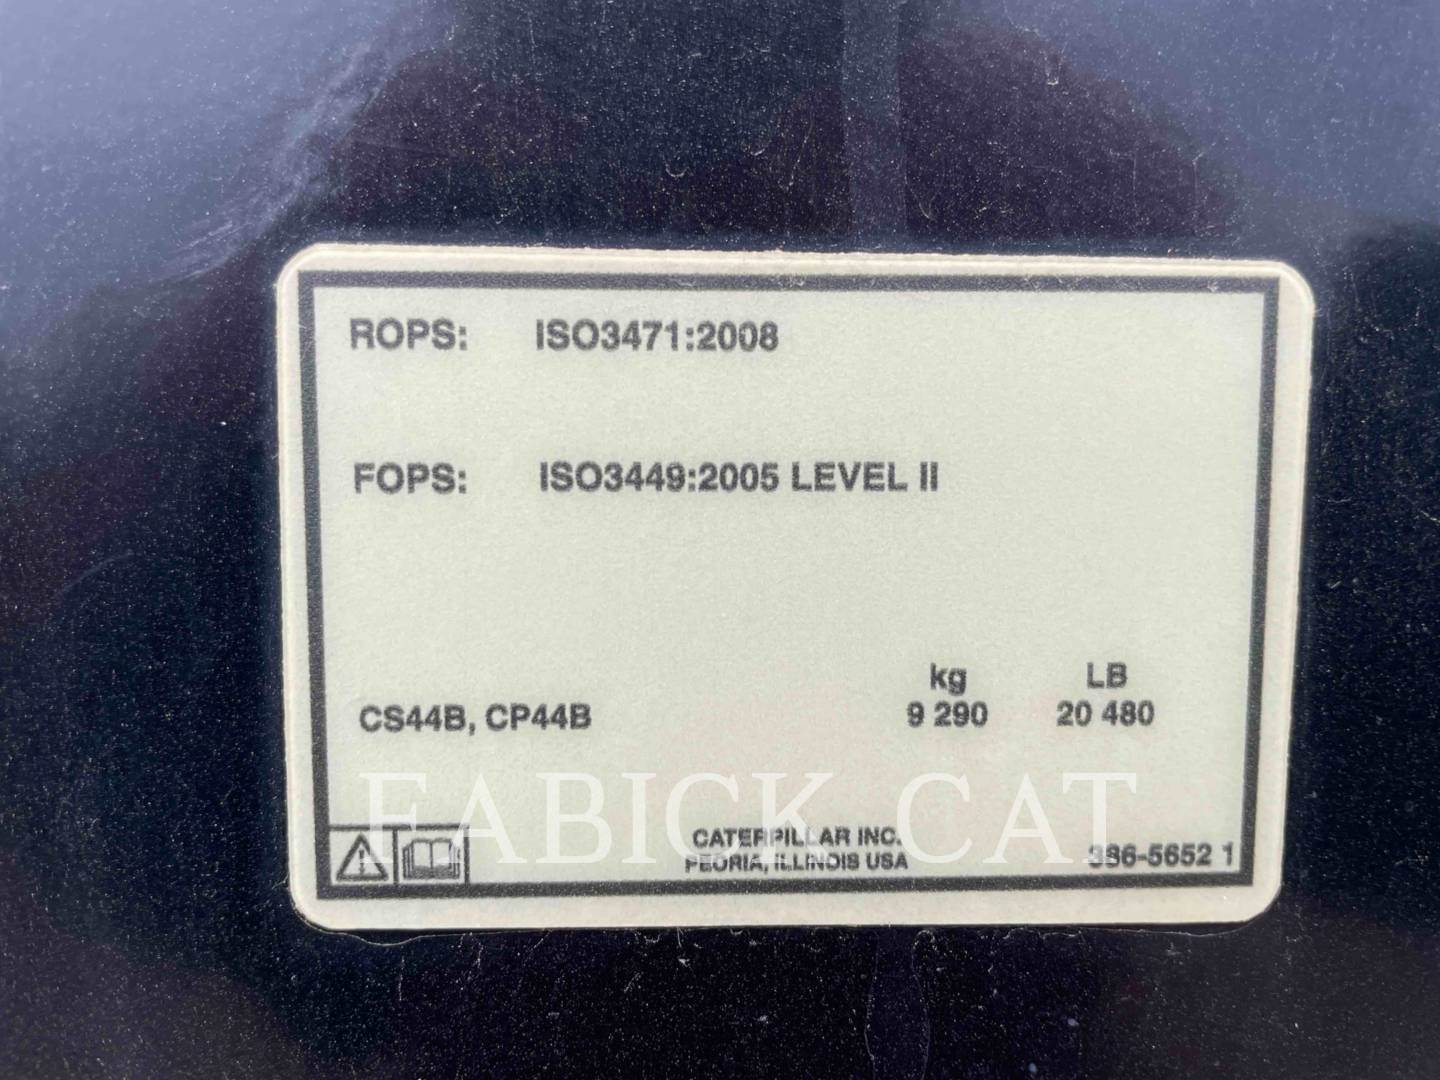 ROPS: ISO3471:2008
FOPS: ISO3449:2005 LEVEL II
kg LB
CS44B, CP44B 9 290 20 480
FABICK CAT
CATERPILLAR INC.
PEORIA, ILLINOIS USA 386-5652 1